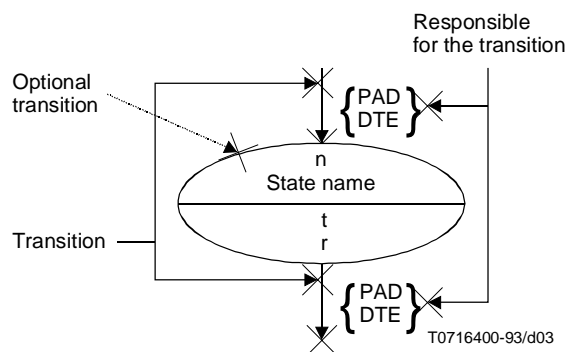 Responsible
for the transition
Optional
transition
{ PAD
DTE }
n
State name
t
r
Transition
{ PAD
DTE }
T0716400-93/d03